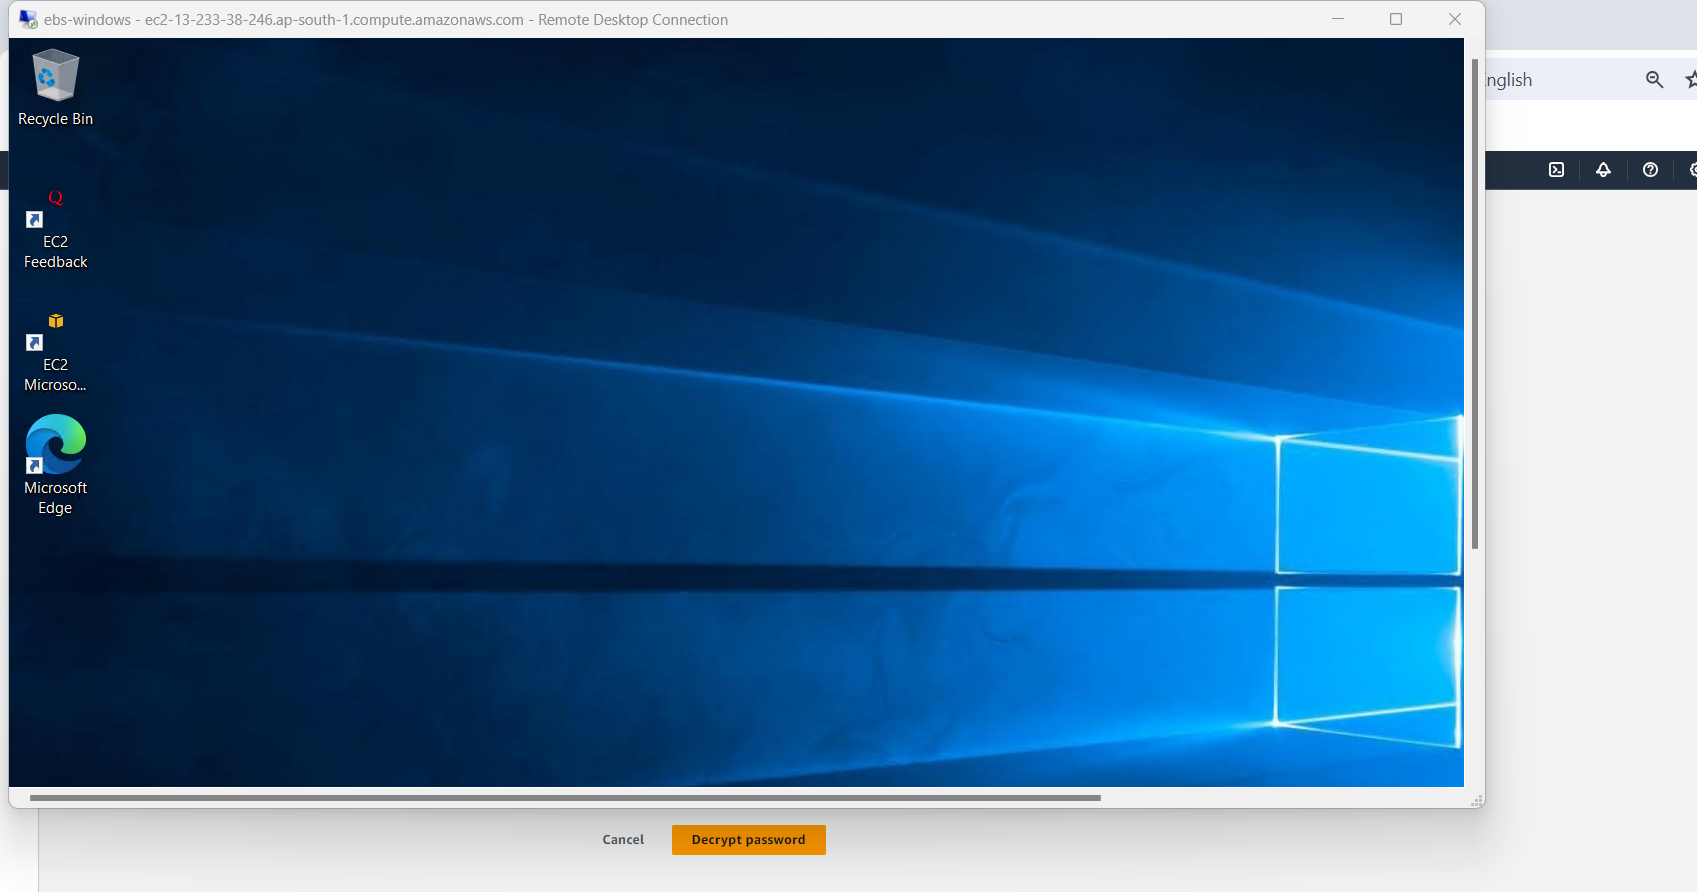 ebs-windows - ec2-13-233-38-246.ap-south-1.compute.amazonaws.com - Remote Desktop Connection
nglish
Recycle Bin
EC2
Feedback
EC2
Microso...
Microsoft
Edge
Cancel
Decrypt password